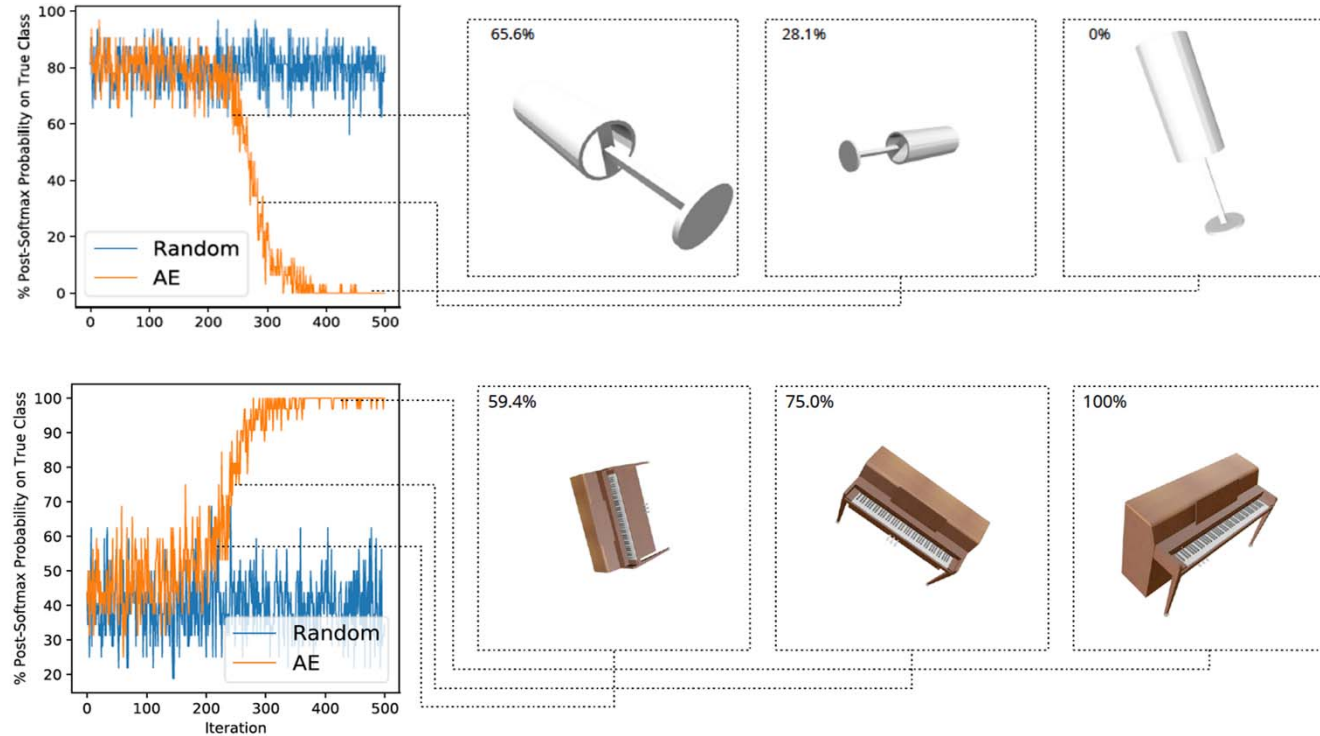 % Post-Softmax Probability on True Class
100
80
60
40
20
0
Random
AE
0 100 200 300 400 500
65.6%
28.1%
0%
% Post-Softmax Probability on True Class
100
90
80
70
60
50
40
30
20
Random
AE
0 100 200 300 400 500
Iteration
59.4%
75.0%
100%